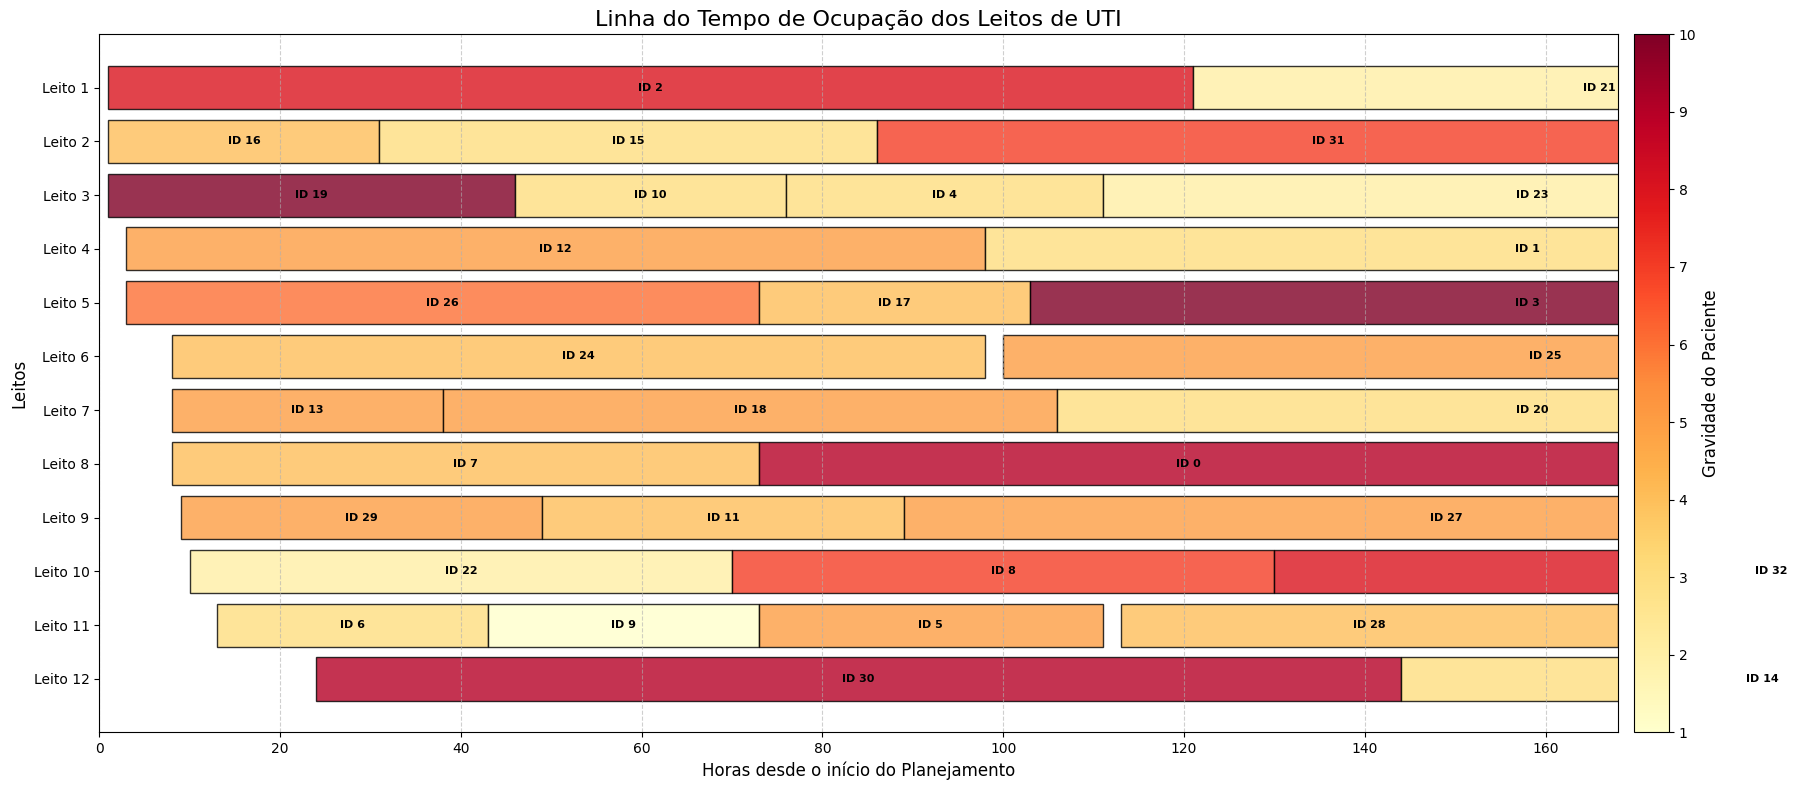 Linha do Tempo de Ocupação dos Leitos de UTI
10
Leito 1 ID 2 ID 21
9
Leito 2 ID 16 ID 15 ID 31
8
Leito 3 ID 19 ID 10 ID 4 ID 23
Leito 4 ID 12 ID 1
7
Leito 5 ID 26 ID 17 ID 3
6
Leito 6 ID 24 ID 25
Leitos
Gravidade do Paciente
Leito 7 ID 13 ID 18 ID 20
5
Leito 8 ID 7 ID 0
4
Leito 9 ID 29 ID 11 ID 27
Leito 10 ID 22 ID 8 ID 32
3
Leito 11 ID 6 ID 9 ID 5 ID 28
2
Leito 12 ID 30 ID 14
1
0 20 40 60 80 100 120 140 160
Horas desde o início do Planejamento